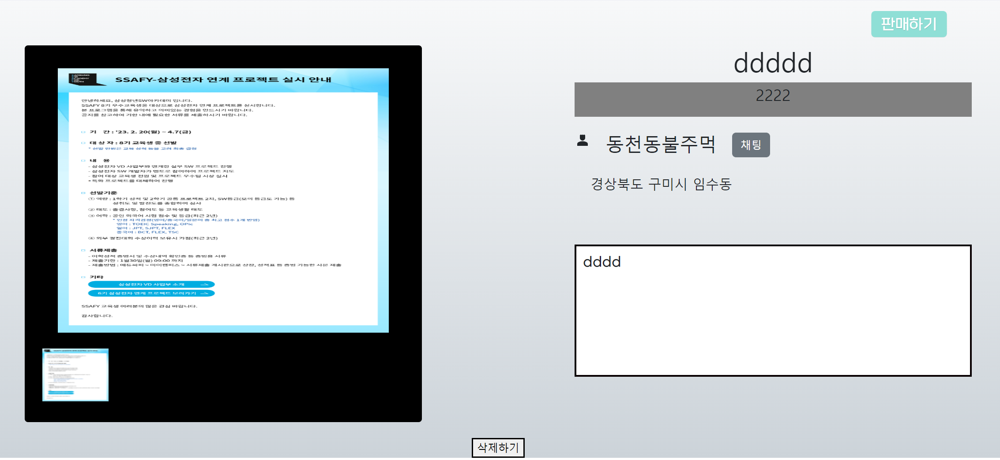 판매하기
SAMSUNG
SW
ACADEMY
FOR
YOUTH
SSAFY-삼성전자 연계 프로젝트 실시 안내
안녕하세요, 삼성청년SW아카데미 입니다.
SSAFY 8기 우수교육생을 대상으로 삼성전자 연계 프로젝트를 실시합니다.
본 프로그램을 통해 유익하고 의미있는 경험을 만드시기 바랍니다.
공지를 참고하여 기한 내에 필요한 서류를 제출하시기 바랍니다.
□ 기 간 : '23. 2. 20(월) ~ 4.7(금)
□ 대 상 자 : 8기 교육생 중 선발
* 선발 인원은 교육 성적 등을 고려 최종 결정
□ 내 용
- 삼성전자 VD 사업부와 연계한 실무 SW 프로젝트 진행
- 삼성전자 SW 개발자가 멘토로 참여하여 프로젝트 지도
- 참여 대상 교육생 전원 및 프로젝트 우수팀 시상 실시
* 특화 프로젝트를 대체하여 진행
□ 선발기준
① 역량 : 1학기 성적 및 2학기 공통 프로젝트 2차, SW등급(모의 등급도 가능) 등
성취도 및 발전도를 종합하여 심사
② 태도 : 출결사항, 참여도 등 교육생활 태도
③ 어학 : 공인 외국어 시험 점수 및 등급(최근 2년)
* 인정 자격검정(영어/중국어/일본어 중 최고 점수 1개 반영)
영어 : TOEIC Speaking, OPic
일어 : JPT, SJPT, FLEX
중국어 : BCT, FLEX, TSC
④ 외부 경진대회 수상이력 보유시 가점(최근 2년)
□ 서류제출
- 어학성적 증명서 및 수상내역 확인증 등 증빙용 서류
- 제출기한 : 1월30일(월) 09:00 까지
- 제출방법 : 에듀싸피 > 마이캠퍼스 > 서류제출 게시판으로 상장, 성적표 등 증빙 가능한 사본 제출
□ 기타
삼성전자 VD 사업부 소개
6기 삼성전자 연계 프로젝트 보러가기
SSAFY 교육생 여러분의 많은 관심 바랍니다.
감사합니다.
ddddd
2222
동천동불주먹 채팅
경상북도 구미시 임수동
dddd
삭제하기